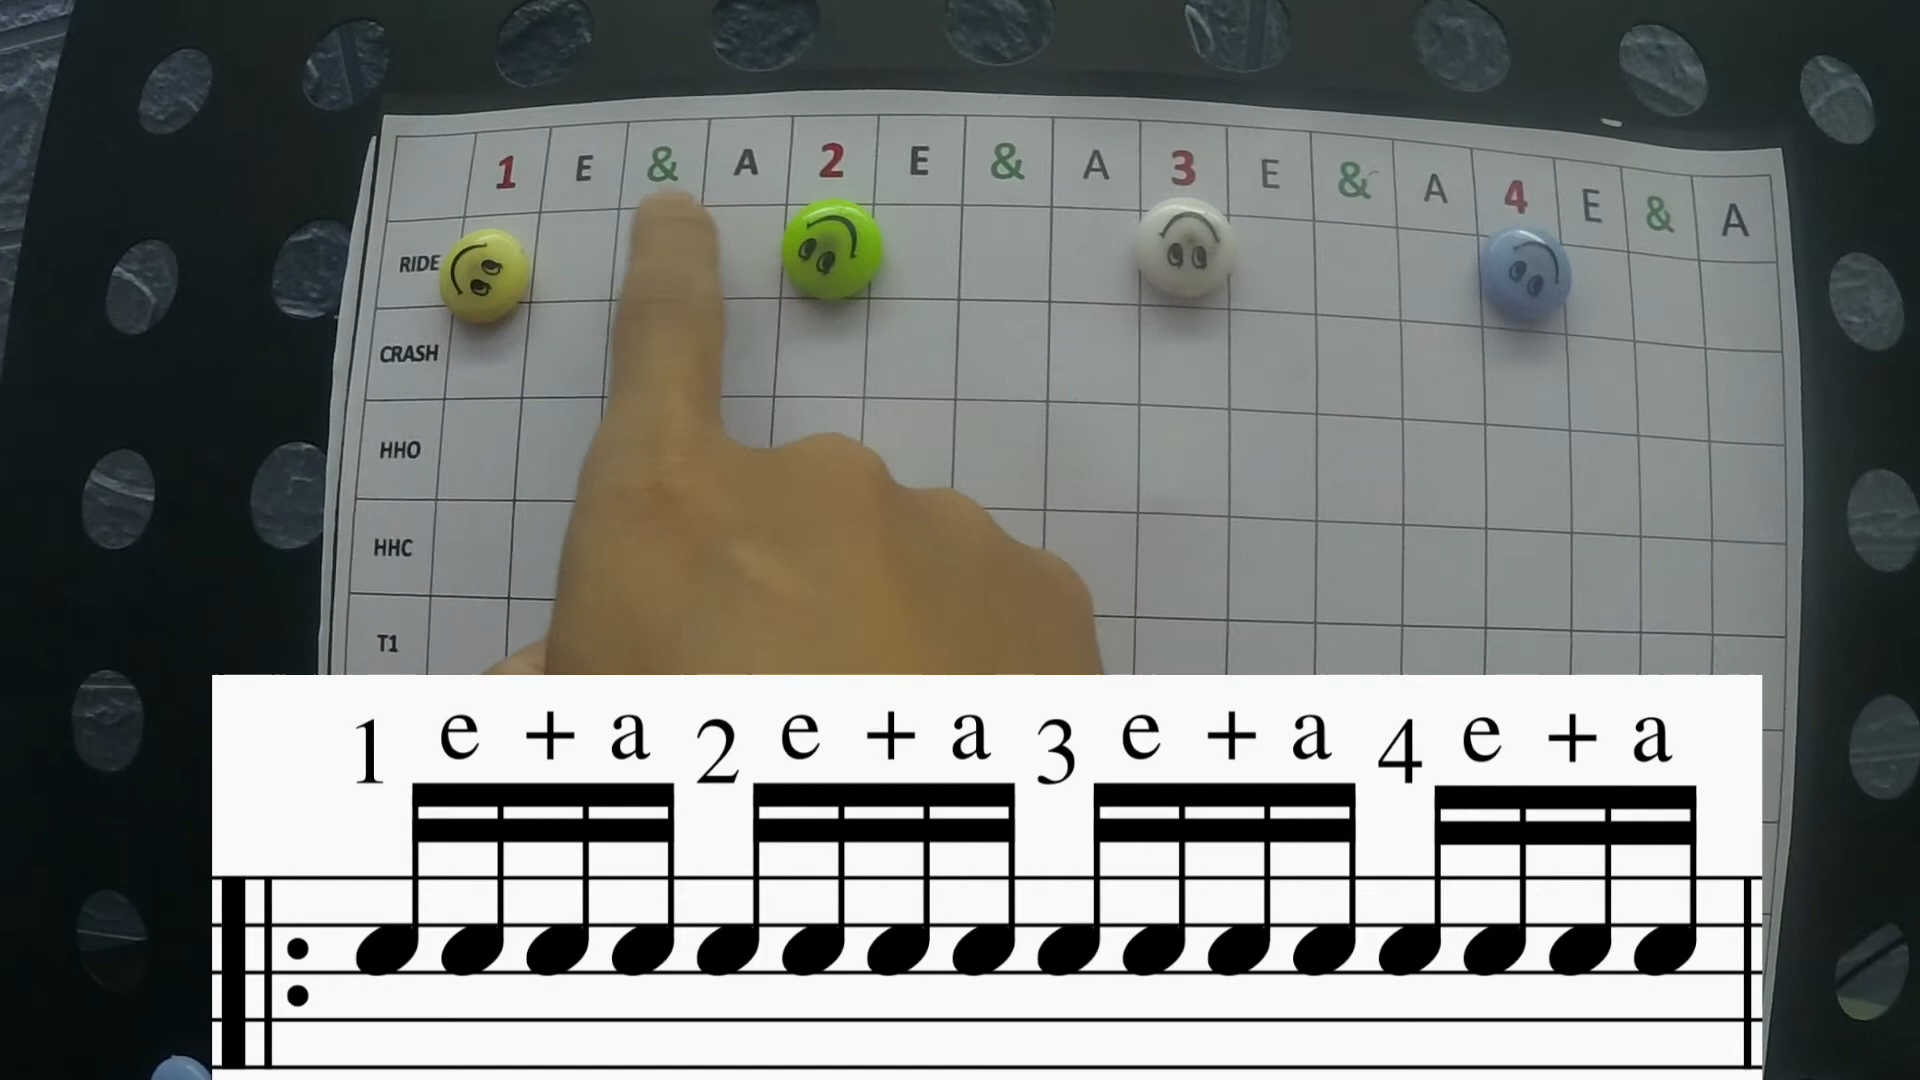 1 E & A 2 E & A 3 E & A 4 E & A
RIDE
CRASH
HHO
HHC
T1
1 e + a 2 e + a 3 e + a 4 e + a